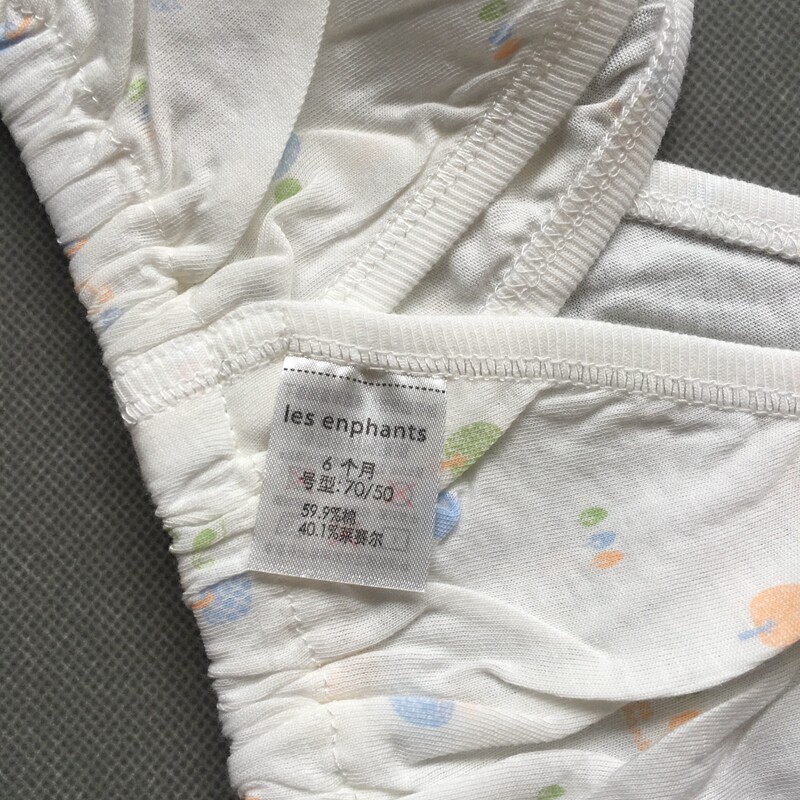 les enphants
6 个月
号型:70/50
59.9%棉
40.1%莱赛尔